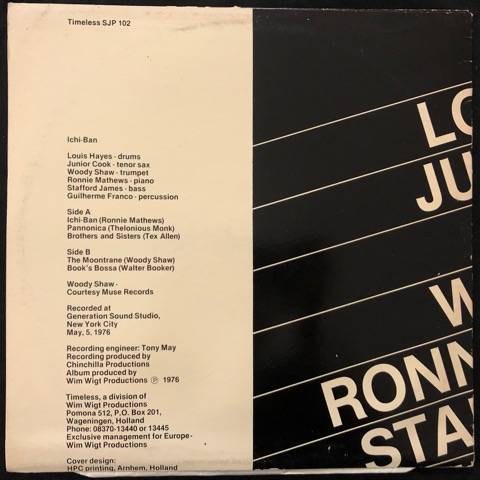 Timeless SJP 102
Ichi-Ban
Louis Hayes - drums
Junior Cook - tenor sax
Woody Shaw - trumpet
Ronnie Mathews - piano
Stafford James - bass
Guilherme Franco - percussion
Side A
Ichi-Ban (Ronnie Mathews)
Pannonica (Thelonious Monk)
Brothers and Sisters (Tex Allen)
Side B
The Moontrane (Woody Shaw)
Book's Bossa (Walter Booker)
Woody Shaw -
Courtesy Muse Records
Recorded at
Generation Sound Studio,
New York City
May, 5, 1976
Recording engineer: Tony May
Recording produced by
Chinchilla Productions
Album produced by
Wim Wigt Productions ℗ 1976
Timeless, a division of
Wim Wigt Productions
Pomona 512, P.O. Box 201,
Wageningen, Holland
Phone: 08370-13440 or 13445
Exclusive management for Europe -
Wim Wigt Productions
Cover design:
HPC printing, Arnhem, Holland
LO
JU
W
RONN
STA